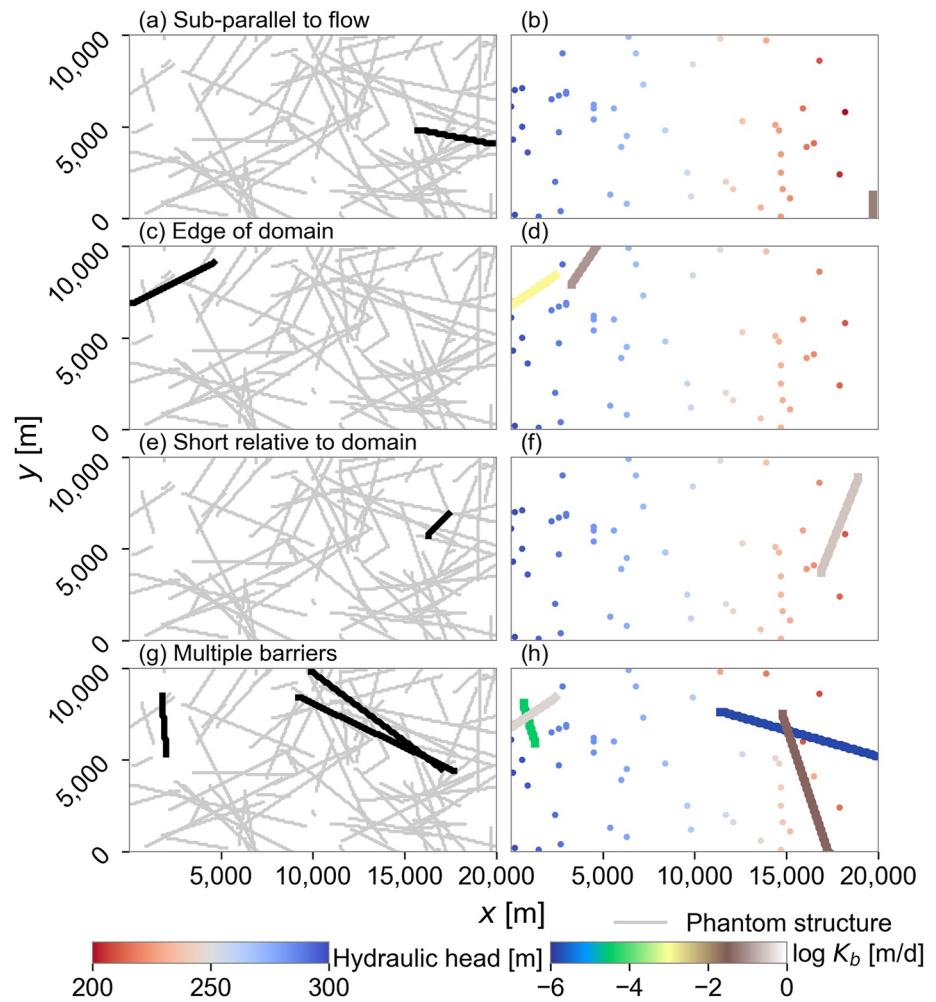 (a) Sub-parallel to flow
(b)
10,000
5,000
0
(c) Edge of domain
(d)
10,000
5,000
0
(e) Short relative to domain
(f)
10,000
5,000
0
(g) Multiple barriers
(h)
10,000
5,000
0
y [m]
5,000 10,000 15,000 20,000 5,000 10,000 15,000 20,000
x [m]
Phantom structure
Hydraulic head [m]
log K_b [m/d]
200 250 300 −6 −4 −2 0